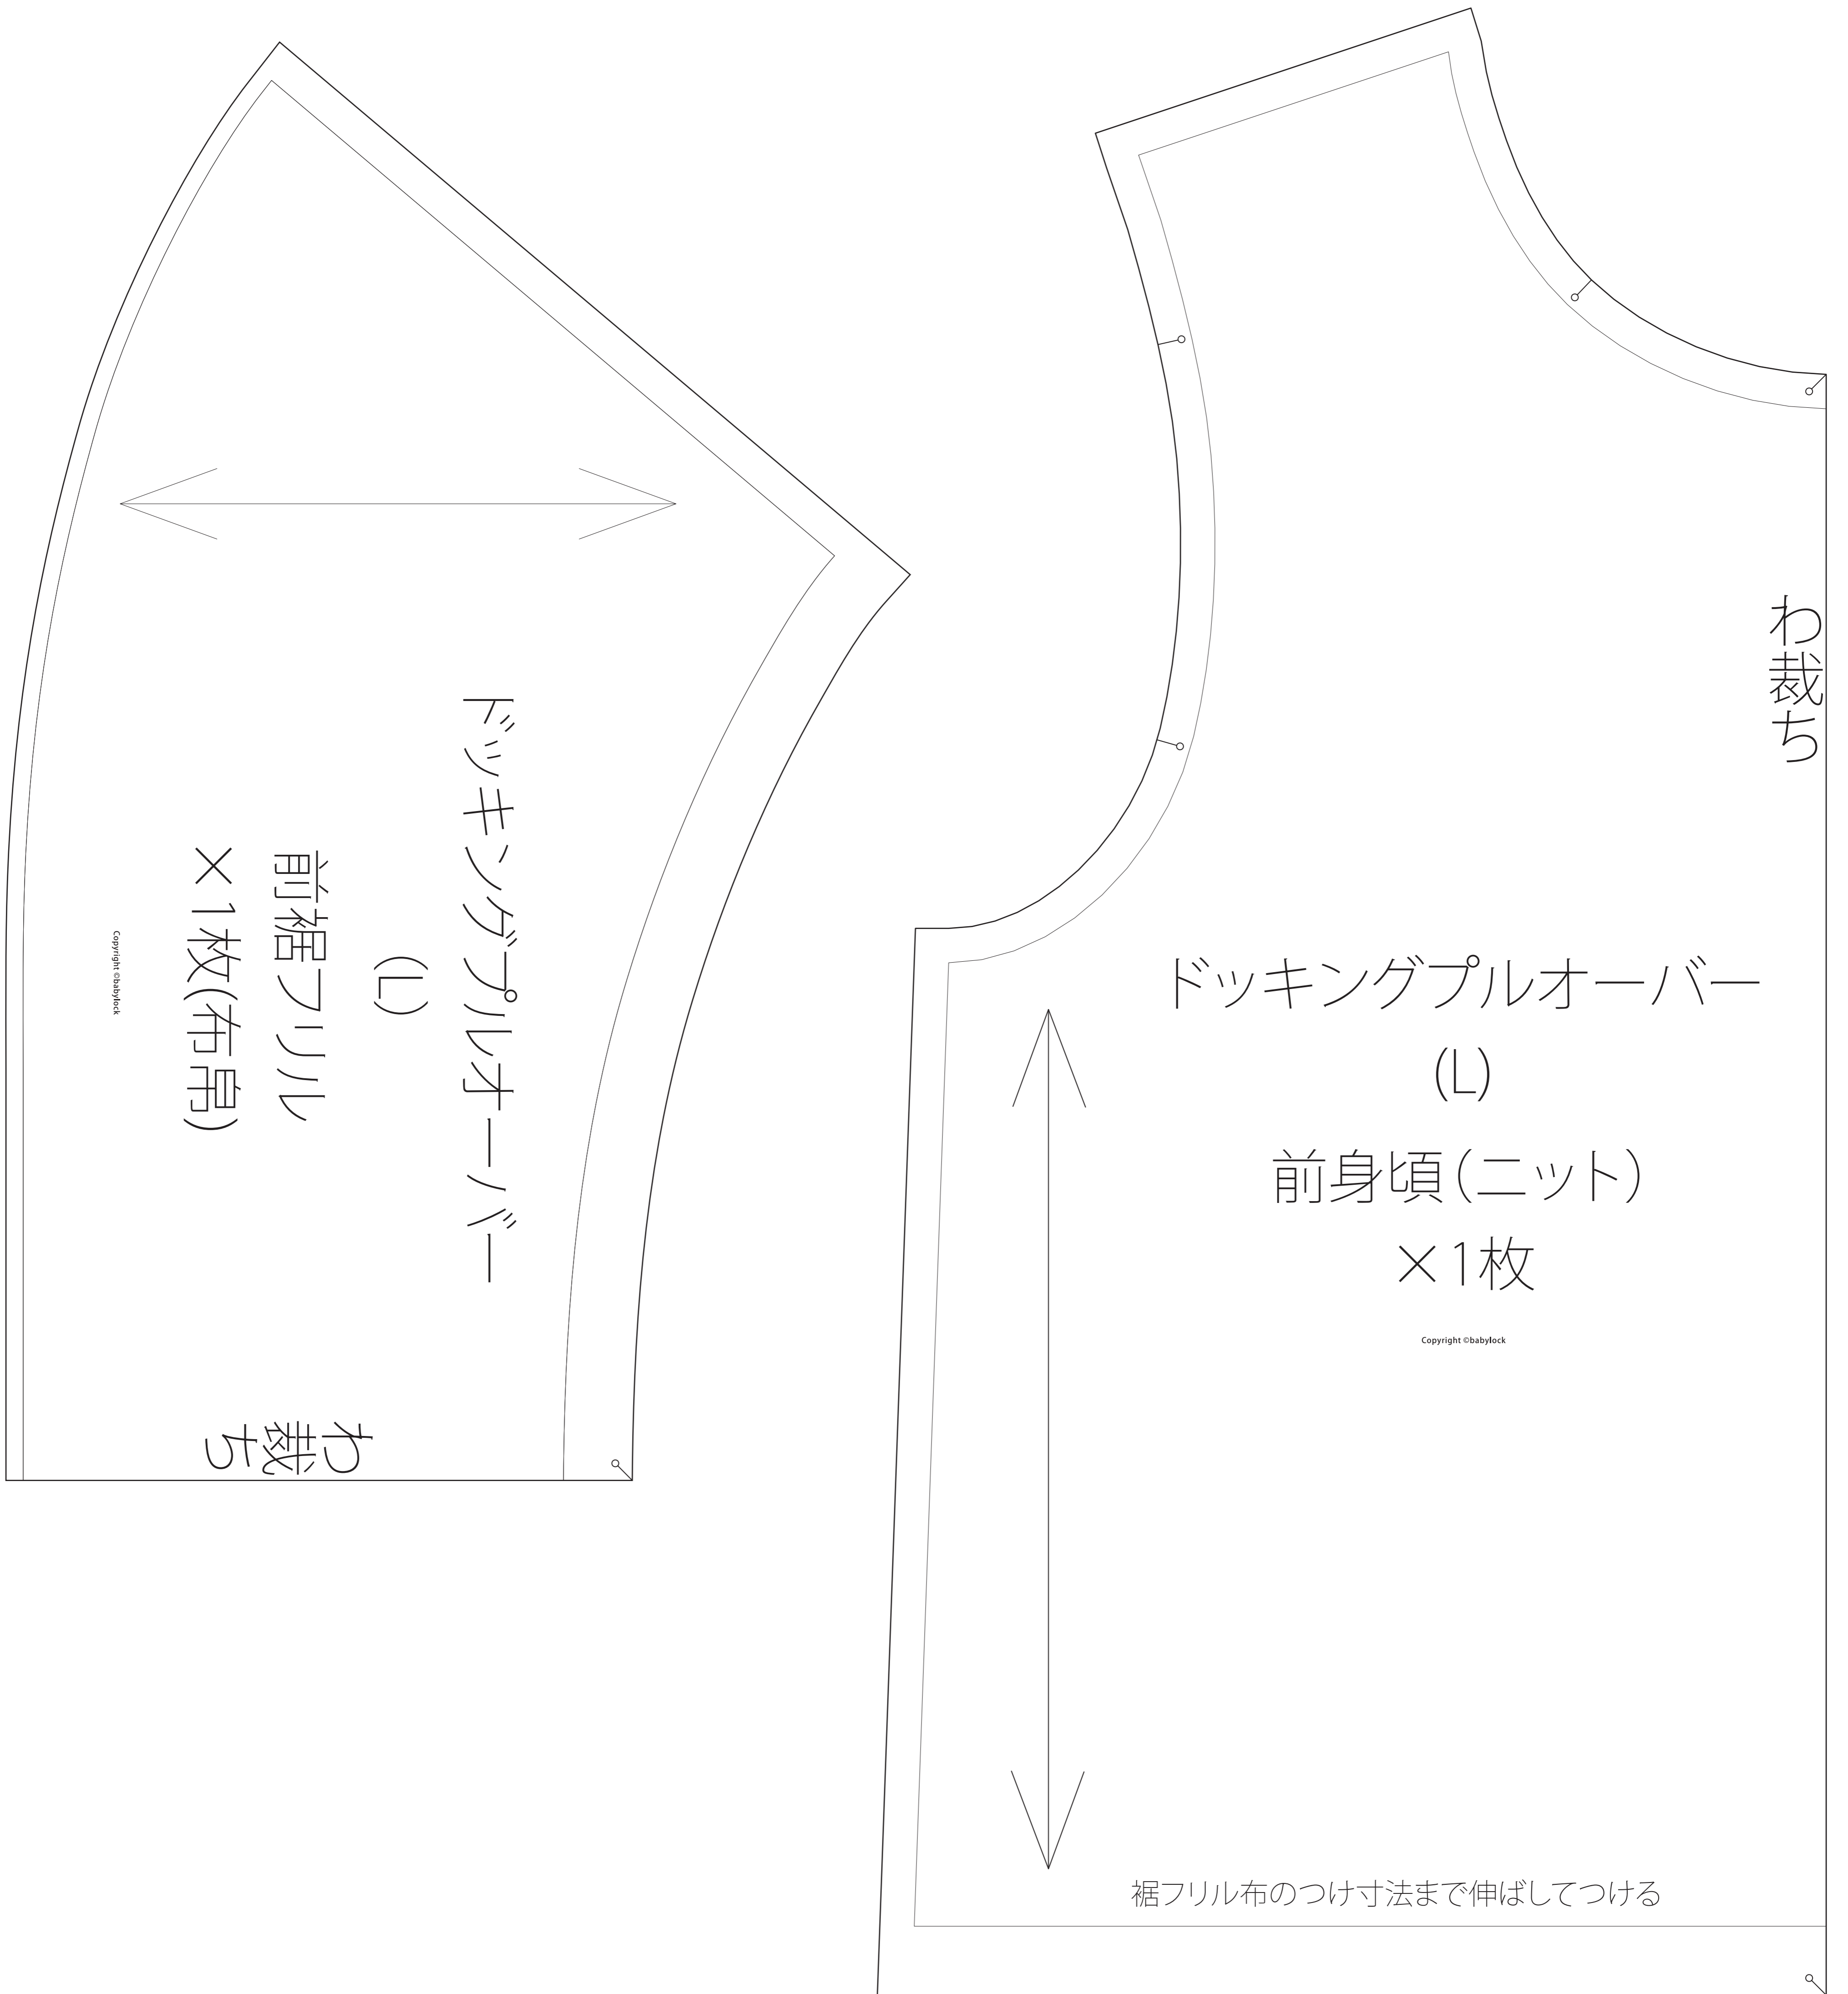 ドッキングプルオーバー
(L)
前裾フリル
×1枚(布帛)
Copyright ©babylock
わ裁ち
わ裁ち
ドッキングプルオーバー
(L)
前身頃(ニット)
×1枚
Copyright ©babylock
裾フリル布のつけ寸法まで伸ばしてつける